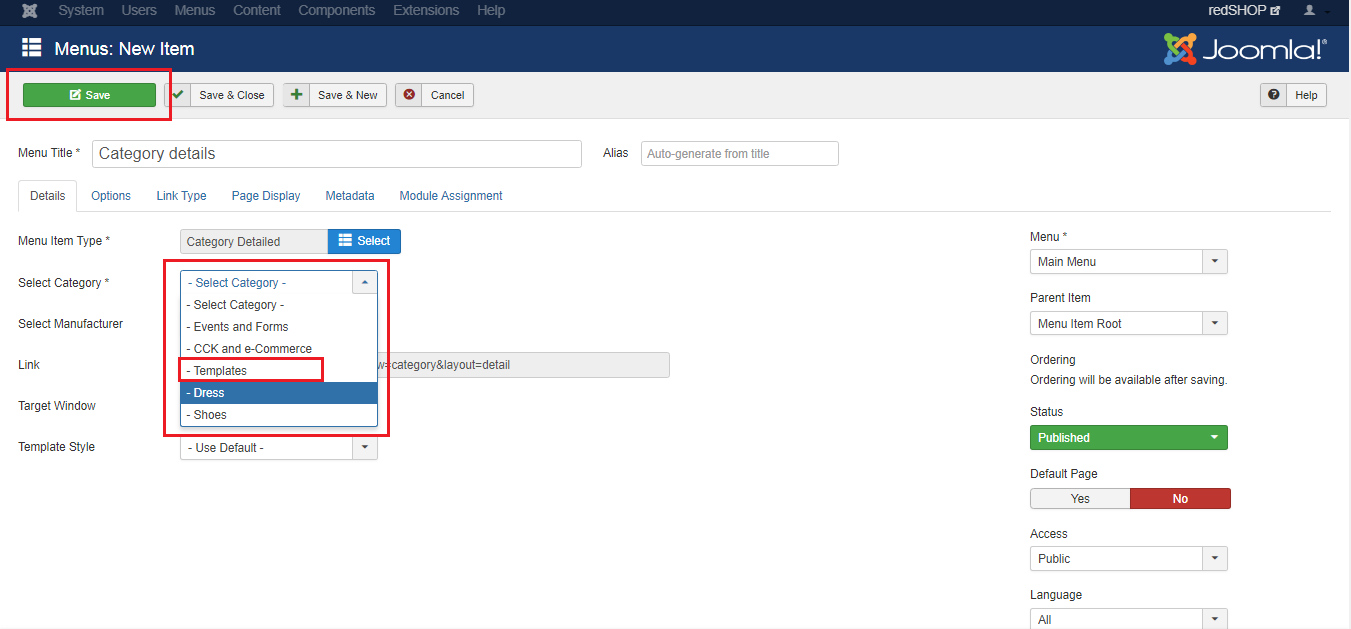 System Users Menus Content Components Extensions Help redSHOP
Menus: New Item Joomla!®
Save Save & Close Save & New Cancel Help
Menu Title * Category details Alias Auto-generate from title
Details Options Link Type Page Display Metadata Module Assignment
Menu Item Type * Category Detailed Select
Select Category * - Select Category -
- Select Category -
- Events and Forms
Select Manufacturer
- CCK and e-Commerce
Link w=category&layout=detail
- Templates
- Dress
Target Window
- Shoes
Template Style - Use Default -
Menu *
Main Menu
Parent Item
Menu Item Root
Ordering
Ordering will be available after saving.
Status
Published
Default Page
Yes No
Access
Public
Language
All